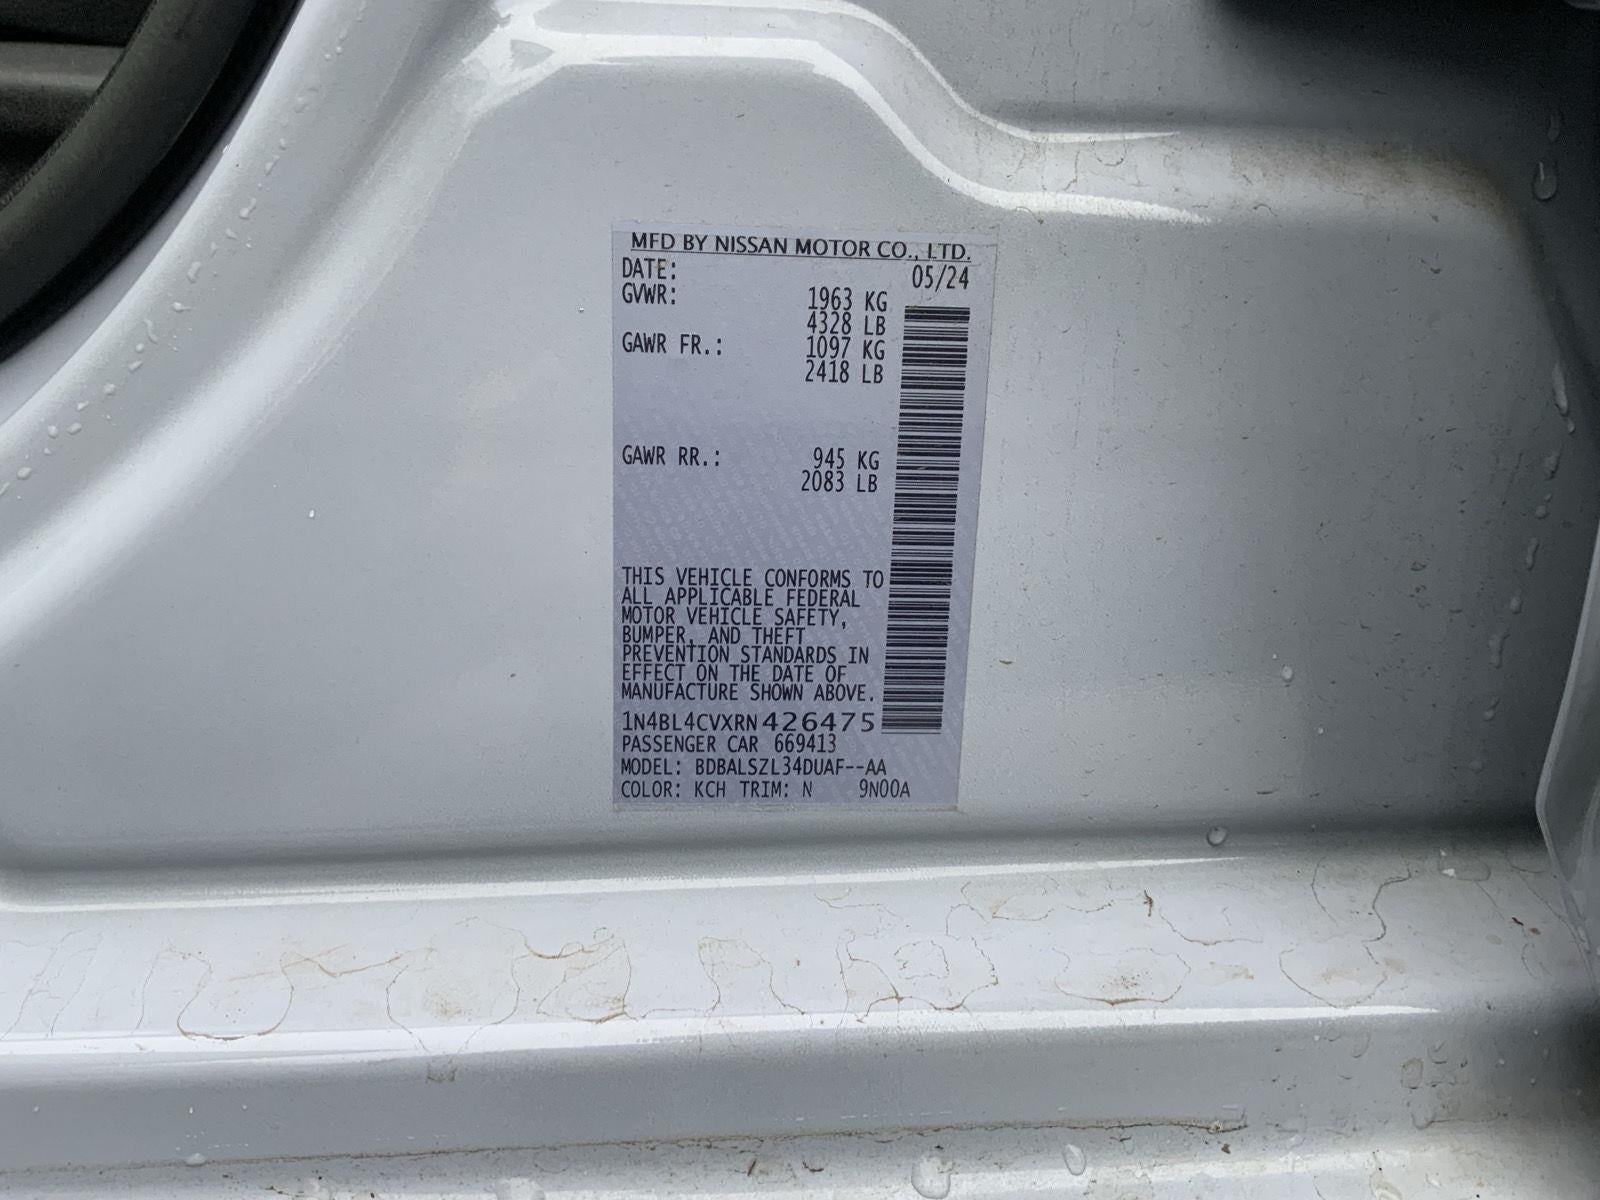 MFD BY NISSAN MOTOR CO., LTD.
DATE: 05/24
GVWR: 1963 KG
4328 LB
GAWR FR.: 1097 KG
2418 LB
GAWR RR.: 945 KG
2083 LB
THIS VEHICLE CONFORMS TO
ALL APPLICABLE FEDERAL
MOTOR VEHICLE SAFETY,
BUMPER, AND THEFT
PREVENTION STANDARDS IN
EFFECT ON THE DATE OF
MANUFACTURE SHOWN ABOVE.
1N4BL4CVXRN426475
PASSENGER CAR 669413
MODEL: BDBALSZL34DUAF--AA
COLOR: KCH TRIM: N 9N00A